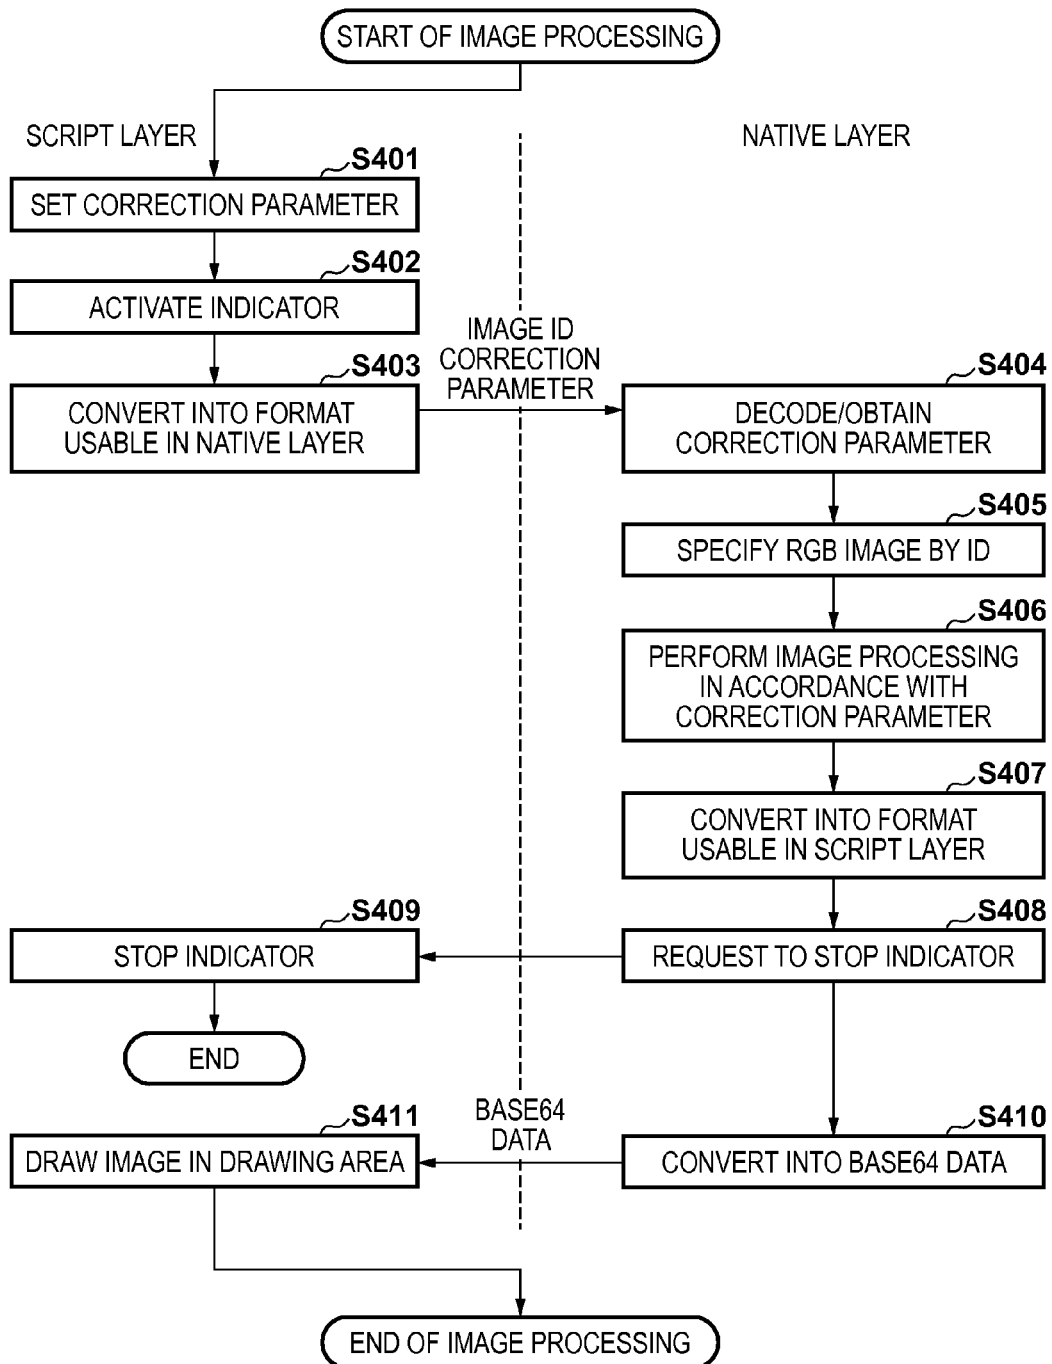 START OF IMAGE PROCESSING
SCRIPT LAYER
NATIVE LAYER
S401
SET CORRECTION PARAMETER
S402
ACTIVATE INDICATOR
S403
CONVERT INTO FORMAT
USABLE IN NATIVE LAYER
IMAGE ID
CORRECTION
PARAMETER
S404
DECODE/OBTAIN
CORRECTION PARAMETER
S405
SPECIFY RGB IMAGE BY ID
S406
PERFORM IMAGE PROCESSING
IN ACCORDANCE WITH
CORRECTION PARAMETER
S407
CONVERT INTO FORMAT
USABLE IN SCRIPT LAYER
S408
REQUEST TO STOP INDICATOR
S409
STOP INDICATOR
END
S410
CONVERT INTO BASE64 DATA
BASE64
DATA
S411
DRAW IMAGE IN DRAWING AREA
END OF IMAGE PROCESSING